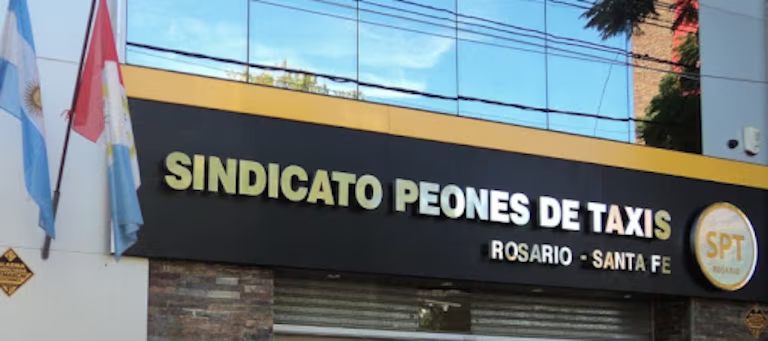 SINDICATO PEONES DE TAXIS
ROSARIO - SANTA FE
SPT
ROSARIO